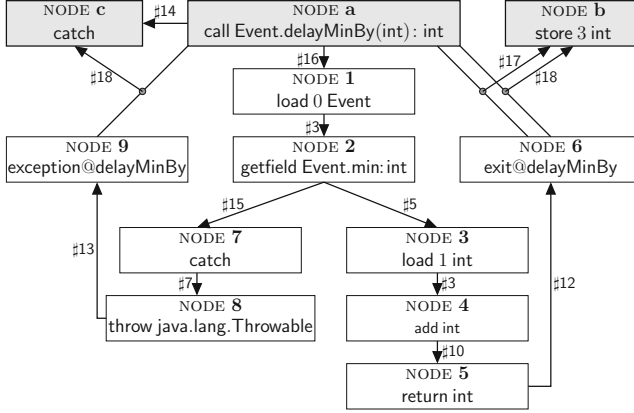 NODE c
catch
♯14
NODE a
call Event.delayMinBy(int) : int
NODE b
store 3 int
♯18
♯16
♯17
♯18
NODE 1
load 0 Event
♯3
NODE 9
exception@delayMinBy
NODE 2
getfield Event.min: int
NODE 6
exit@delayMinBy
♯15
♯5
♯13
NODE 7
catch
NODE 3
load 1 int
♯12
♯7
♯3
NODE 8
throw java.lang.Throwable
NODE 4
add int
♯10
NODE 5
return int